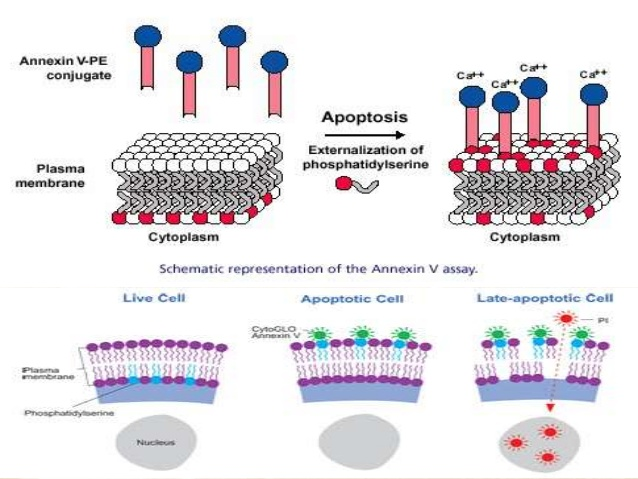 Annexin V-PE
conjugate
Ca++
Ca++
Ca++
Ca++
Apoptosis
Externalization of
phosphatidylserine
Plasma
membrane
Cytoplasm
Cytoplasm
Schematic representation of the Annexin V assay.
Live Cell
Apoptotic Cell
Late-apoptotic Cell
CytoGLO
Annexin V
PI
Plasma
membrane
Phosphatidylserine
Nucleus